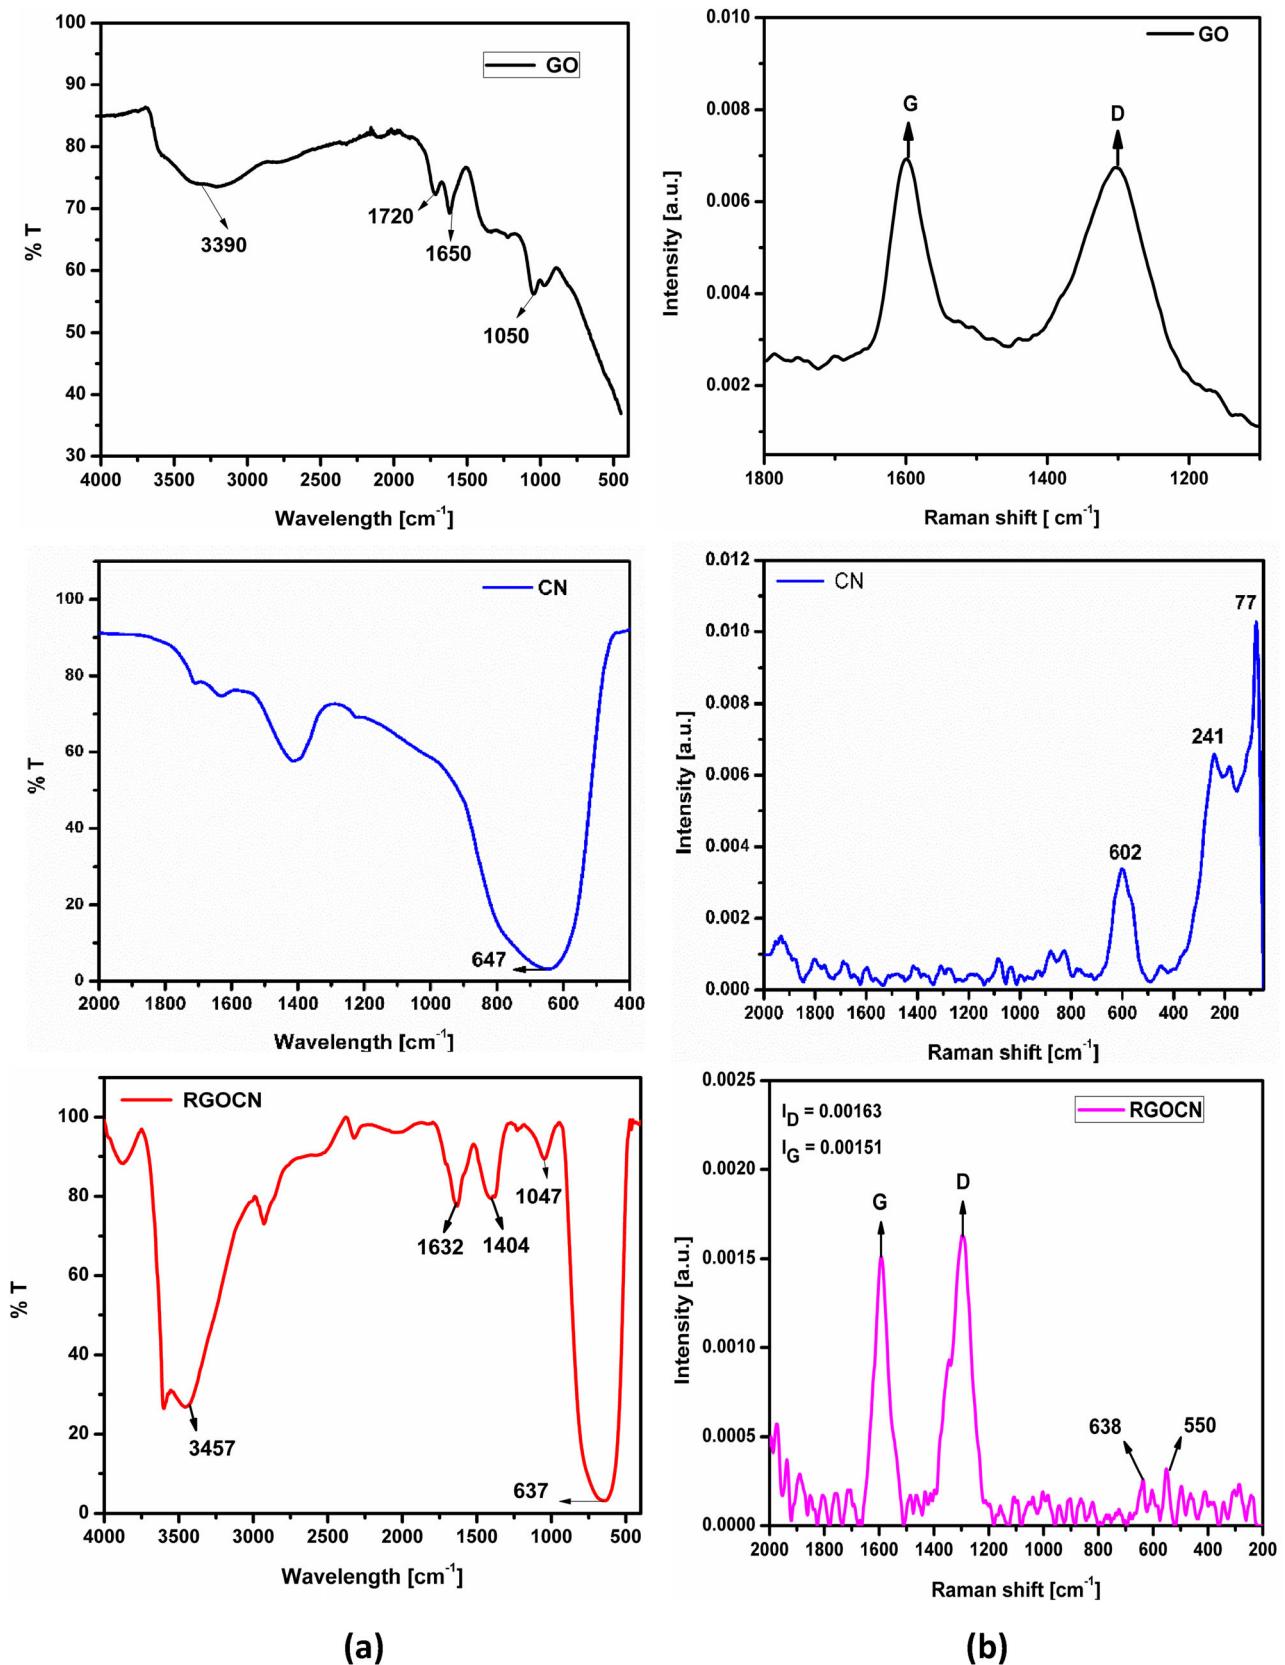 100
90
80
70
60
50
40
30
% T
GO
3390
1720
1650
1050
4000 3500 3000 2500 2000 1500 1000 500
Wavelength [cm-1]
0.010
0.008
0.006
0.004
0.002
Intensity [a.u.]
GO
G
D
1800 1600 1400 1200
Raman shift [ cm-1]
100
80
60
40
20
0
% T
CN
647
2000 1800 1600 1400 1200 1000 800 600 400
Wavelength [cm-1]
0.012
0.010
0.008
0.006
0.004
0.002
0.000
Intensity [a.u.]
CN
77
241
602
2000 1800 1600 1400 1200 1000 800 600 400 200
Raman shift [cm-1]
100
80
60
40
20
0
% T
RGOCN
1047
1632
1404
3457
637
4000 3500 3000 2500 2000 1500 1000 500
Wavelength [cm-1]
0.0025
0.0020
0.0015
0.0010
0.0005
0.0000
Intensity [a.u.]
ID = 0.00163
IG = 0.00151
RGOCN
G
D
638
550
2000 1800 1600 1400 1200 1000 800 600 400 200
Raman shift [cm-1]
(a)
(b)